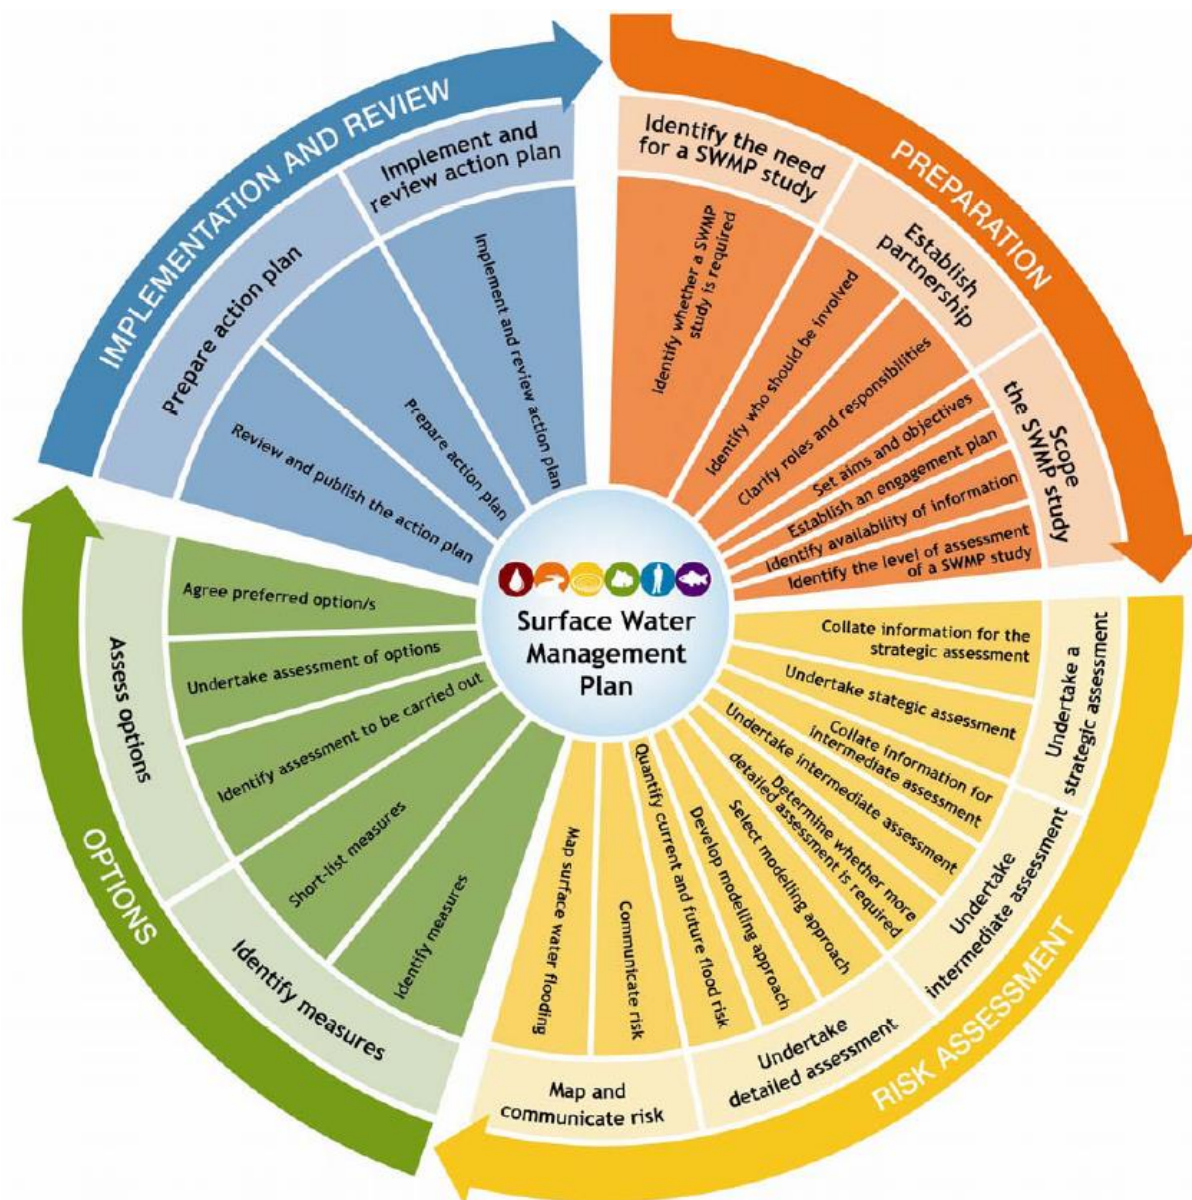 PREPARATION
Identify the need
for a SWMP study
Identify whether a SWMP
study is required
Establish
partnership
Identify who should be involved
Clarify roles and responsibilities
Scope
the SWMP study
Set aims and objectives
Establish an engagement plan
Identify availability of information
Identify the level of assessment
of a SWMP study
RISK ASSESSMENT
Undertake a
strategic assessment
Collate information for the
strategic assessment
Undertake stategic assessment
Undertake
intermediate assessment
Collate information for
intermediate assessment
Undertake intermediate assessment
Determine whether more
detailed assessment is required
Undertake
detailed assessment
Select modelling approach
Develop modelling approach
Quantify current and future flood risk
Map and
communicate risk
Communicate risk
Map surface water flooding
OPTIONS
Identify measures
Identify measures
Short-list measures
Assess options
Identify assessment to be carried out
Undertake assessment of options
Agree preferred option/s
IMPLEMENTATION AND REVIEW
Prepare action plan
Review and publish the action plan
Prepare action plan
Implement and
review action plan
Implement and review action plan
Surface Water
Management
Plan